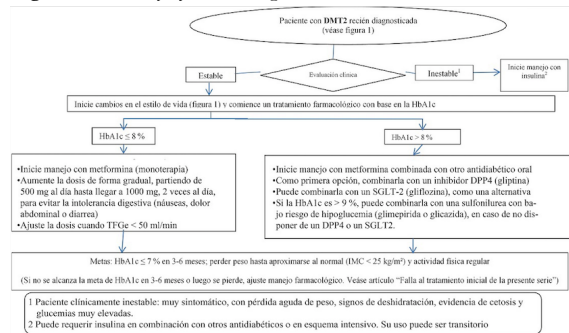 Paciente con DMT2 recién diagnosticada
(véase figura 1)
Evaluación clínica
Estable
Inestable¹
Inicie manejo con
insulina²
Inicie cambios en el estilo de vida (figura 1) y comience un tratamiento farmacológico con base en la HbA1c
HbA1c ≤ 8 %
HbA1c > 8 %
•Inicie manejo con metformina (monoterapia)
•Aumente la dosis de forma gradual, partiendo de
500 mg al día hasta llegar a 1000 mg, 2 veces al día,
para evitar la intolerancia digestiva (náuseas, dolor
abdominal o diarrea)
•Ajuste la dosis cuando TFGe < 50 ml/min
•Inicie manejo con metformina combinada con otro antidiabético oral
•Como primera opción, combínarla con un inhibidor DPP4 (gliptina)
•Puede combinarla con un SGLT-2 (gliflozina), como una alternativa
•Si la HbA1c es > 9 %, puede combinarla con una sulfonilurea con ba-
jo riesgo de hipoglucemia (glimepirida o glicazida), en caso de no dis-
poner de un DPP4 o un SGLT2.
Metas: HbA1c ≤ 7 % en 3-6 meses; perder peso hasta aproximarse al normal (IMC < 25 kg/m²) y actividad física regular
(Si no se alcanza la meta de HbA1c en 3-6 meses o luego se pierde, ajuste manejo farmacológico. Véase artículo “Falla al tratamiento inicial de la presente serie”)
1 Paciente clínicamente inestable: muy sintomático, con pérdida aguda de peso, signos de deshidratación, evidencia de cetosis y
glucemias muy elevadas.
2 Puede requerir insulina en combinación con otros antidiabéticos o en esquema intensivo. Su uso puede ser transitorio